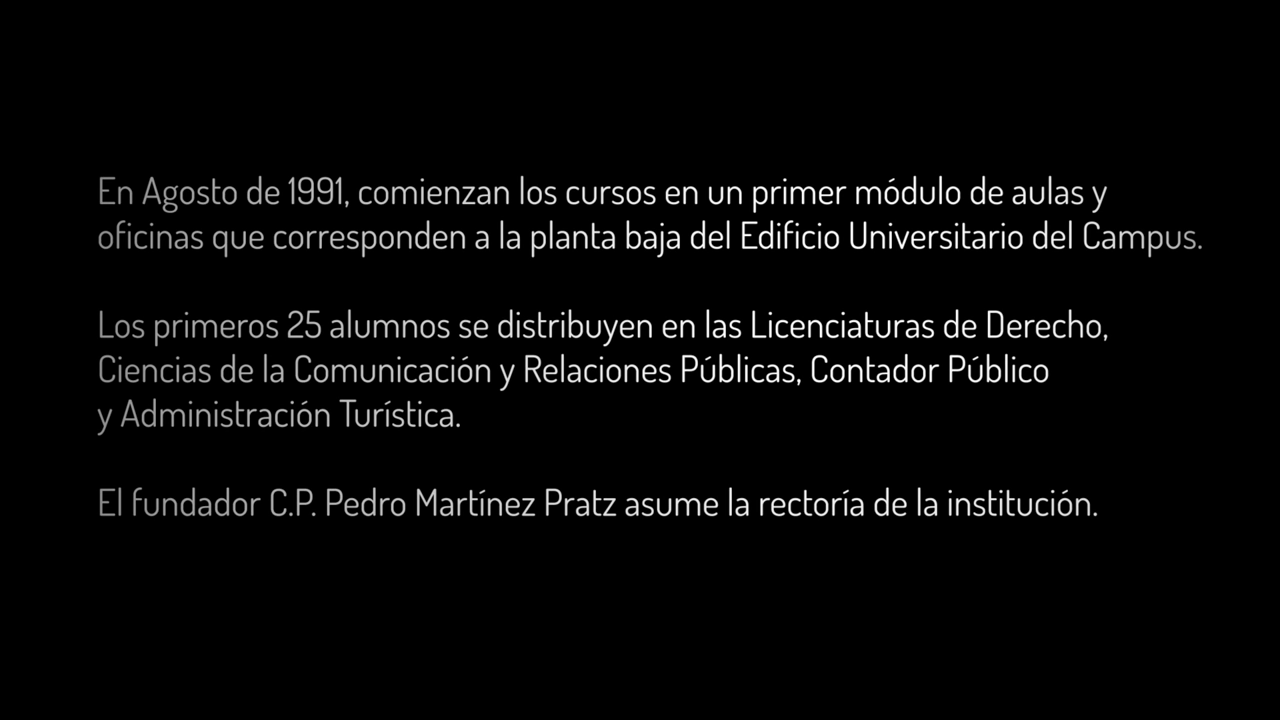 En Agosto de 1991, comienzan los cursos en un primer módulo de aulas y
oficinas que corresponden a la planta baja del Edificio Universitario del Campus.
Los primeros 25 alumnos se distribuyen en las Licenciaturas de Derecho,
Ciencias de la Comunicación y Relaciones Públicas, Contador Público
y Administración Turística.
El fundador C.P. Pedro Martínez Pratz asume la rectoría de la institución.